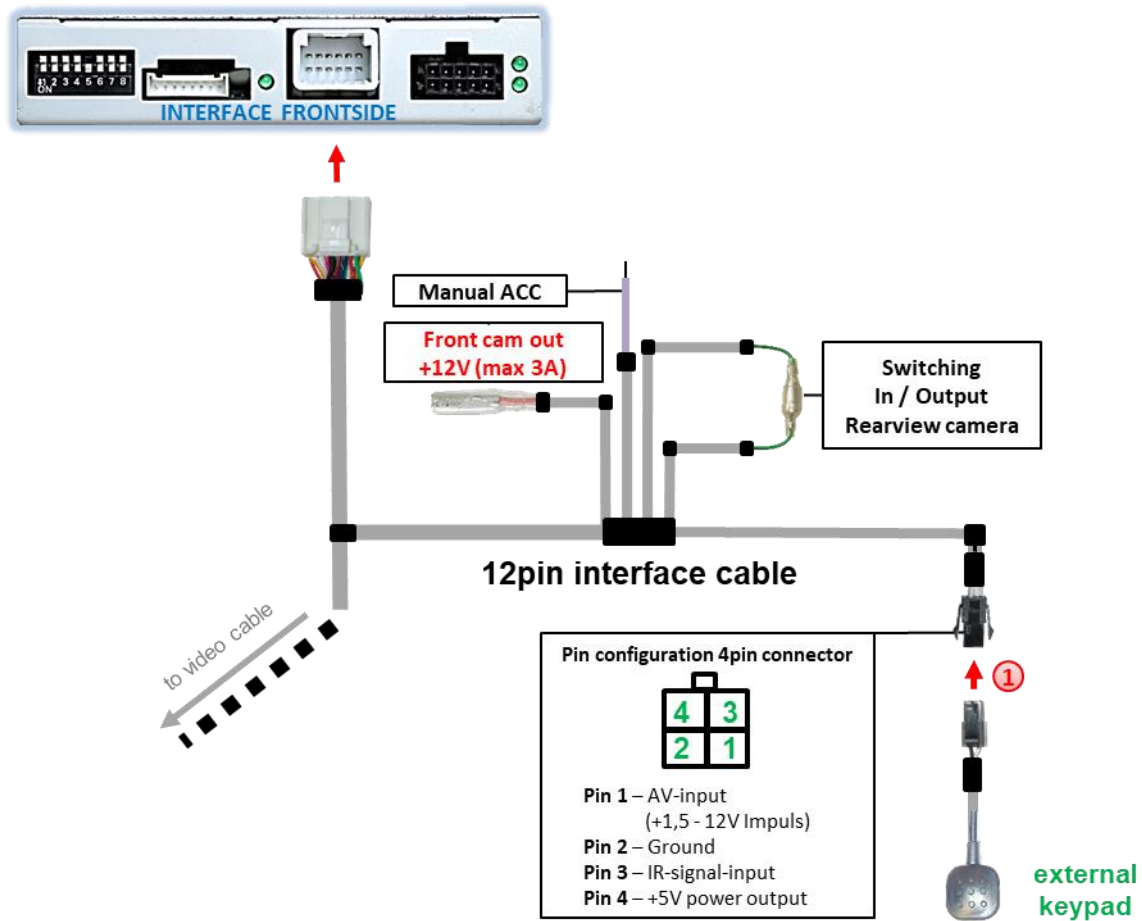 1 2 3 4 5 6 7 8
ON
INTERFACE FRONTSIDE
Manual ACC
Front cam out
+12V (max 3A)
Switching
In / Output
Rearview camera
12pin interface cable
to video cable
Pin configuration 4pin connector
4 3
2 1
Pin 1 – AV-input
(+1,5 - 12V Impuls)
Pin 2 – Ground
Pin 3 – IR-signal-input
Pin 4 – +5V power output
1
external
keypad